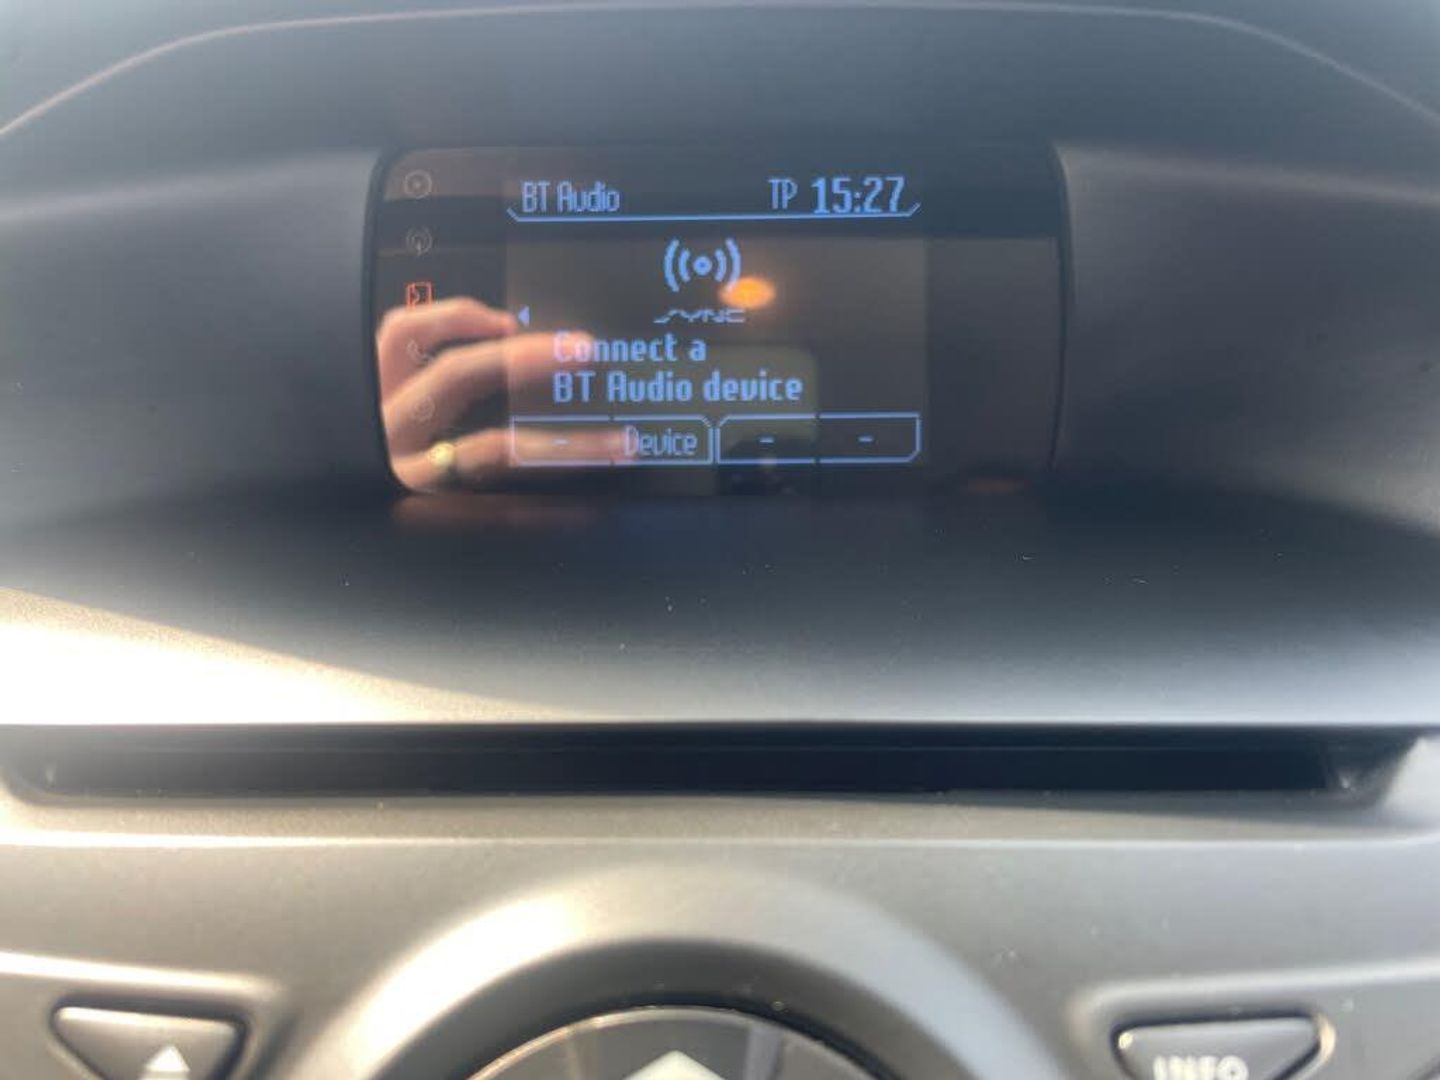 BT Audio TP 15:27
SYNC
Connect a
BT Audio device
- Device - -
INFO